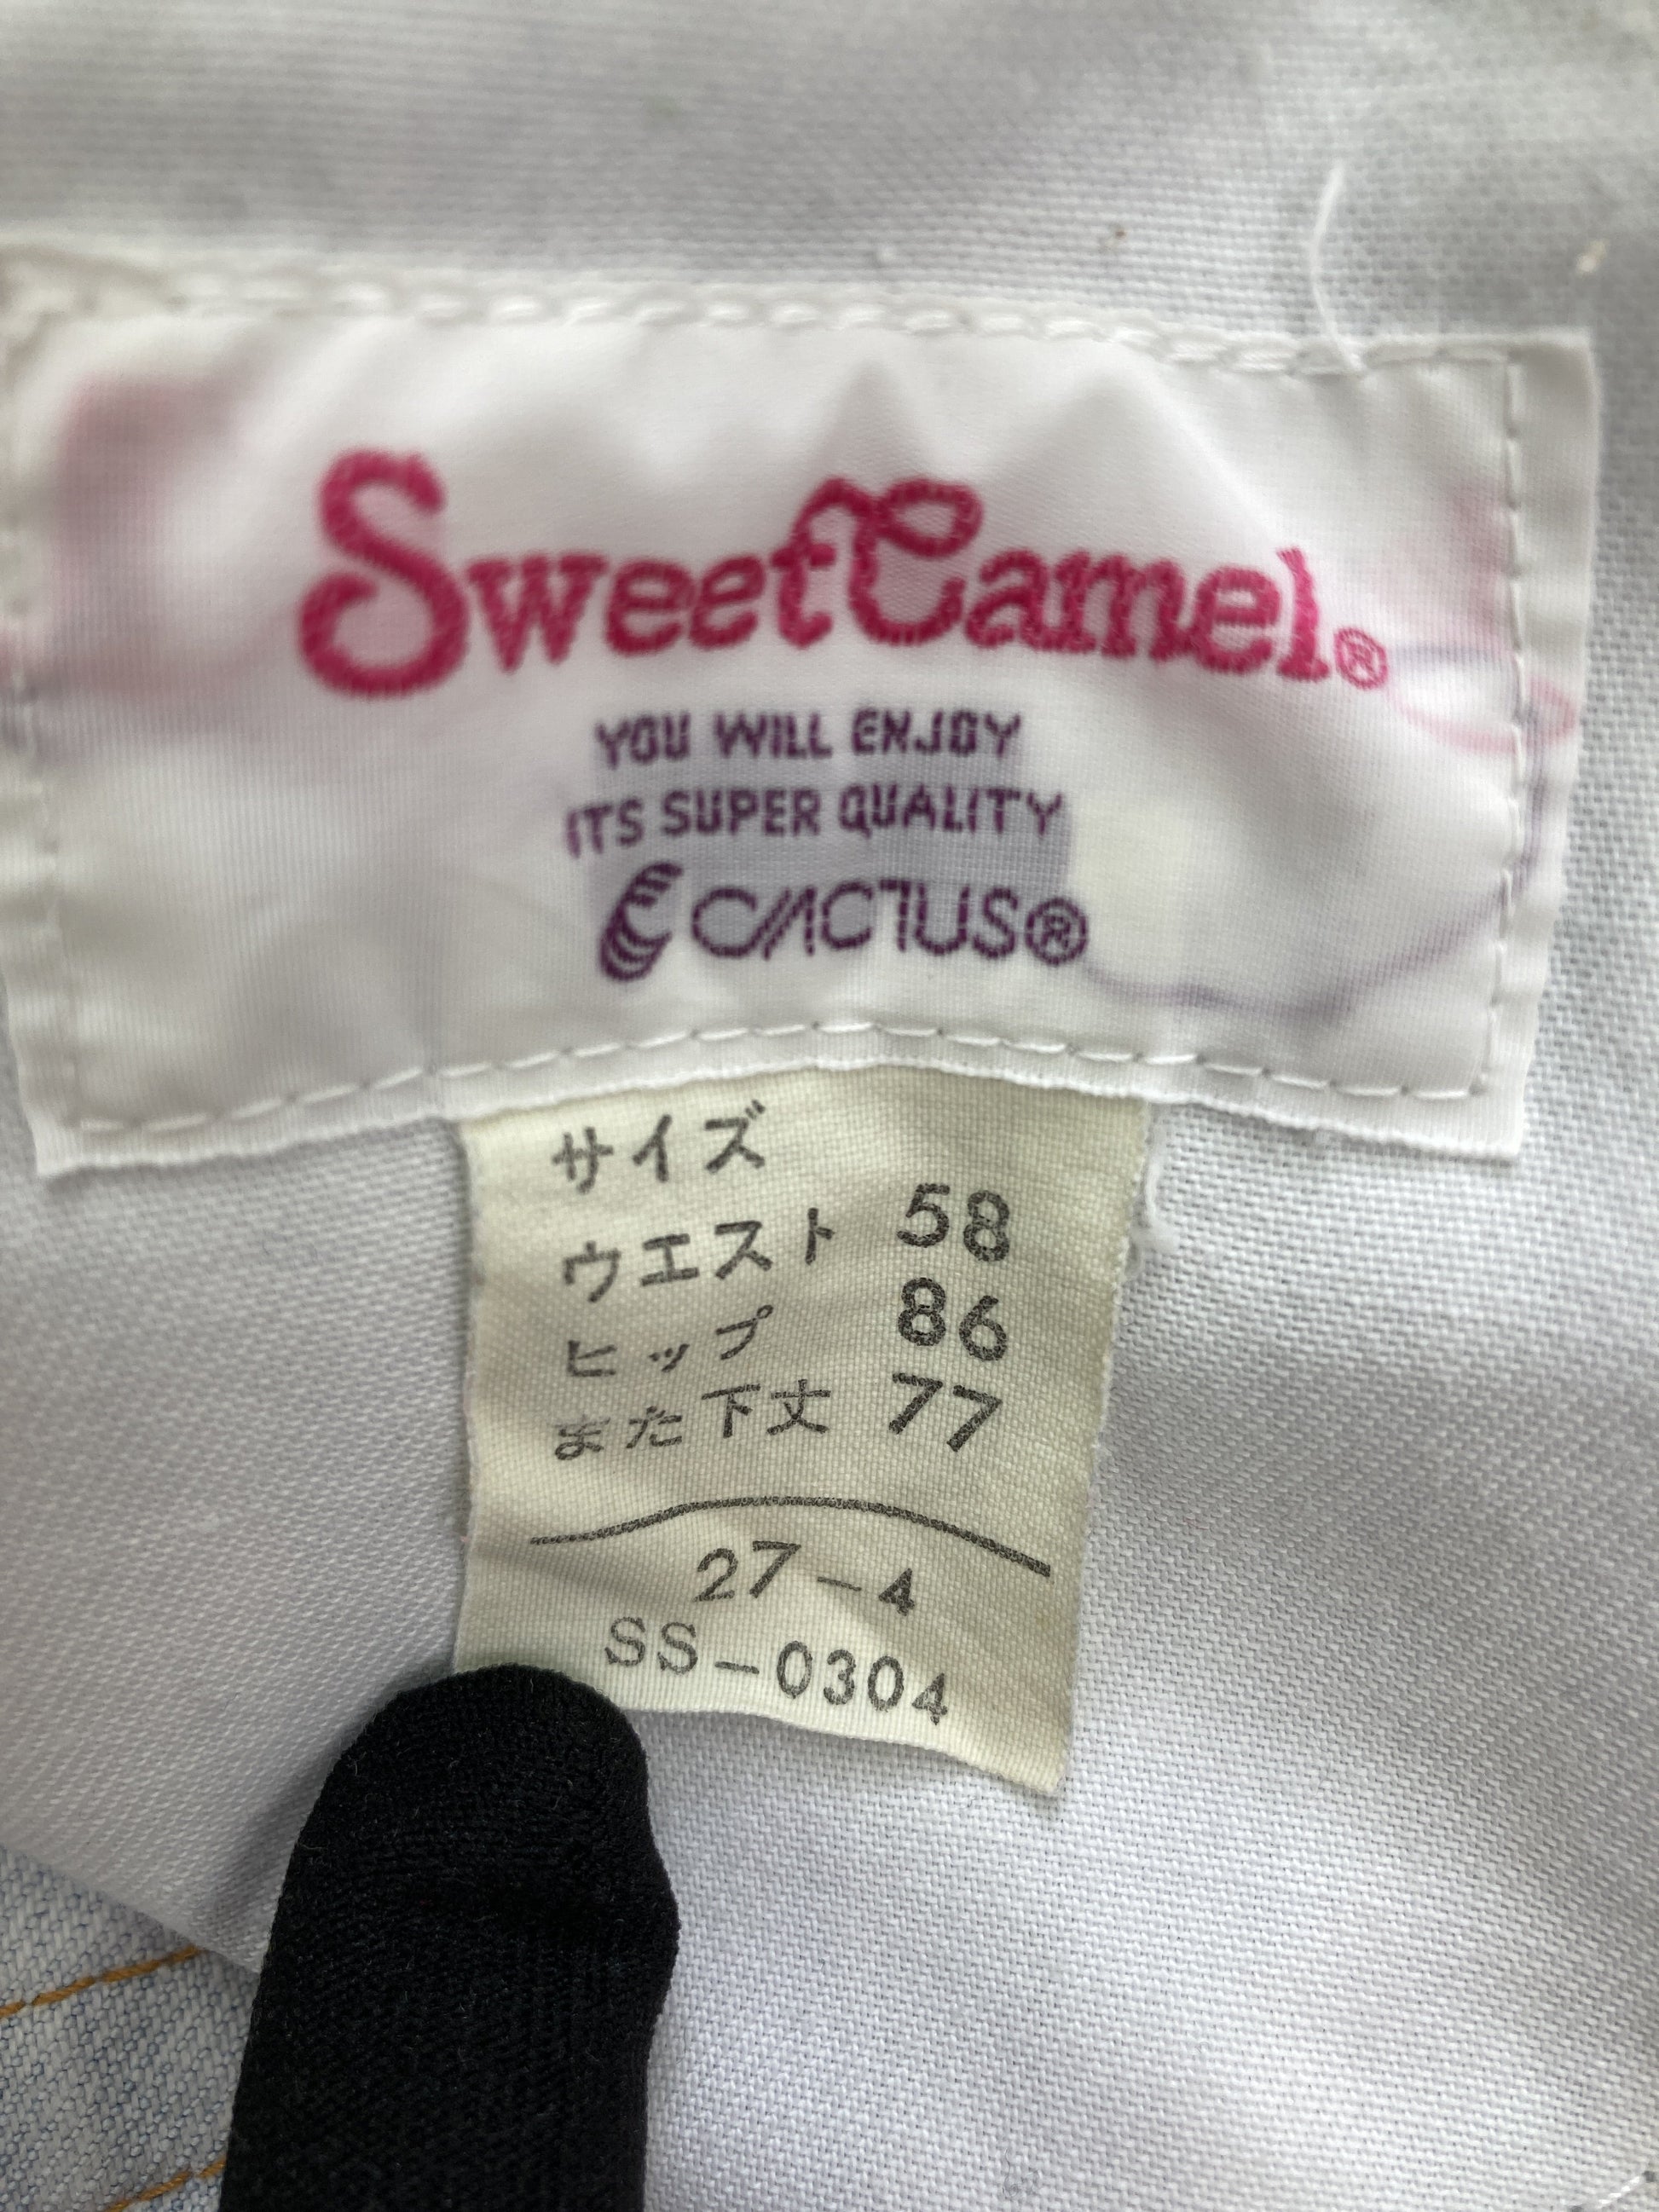 SweetCamel®
YOU WILL ENJOY
ITS SUPER QUALITY
CACTUS®
サイズ
ウエスト 58
ヒップ 86
また下丈 77
27-4
SS-0304